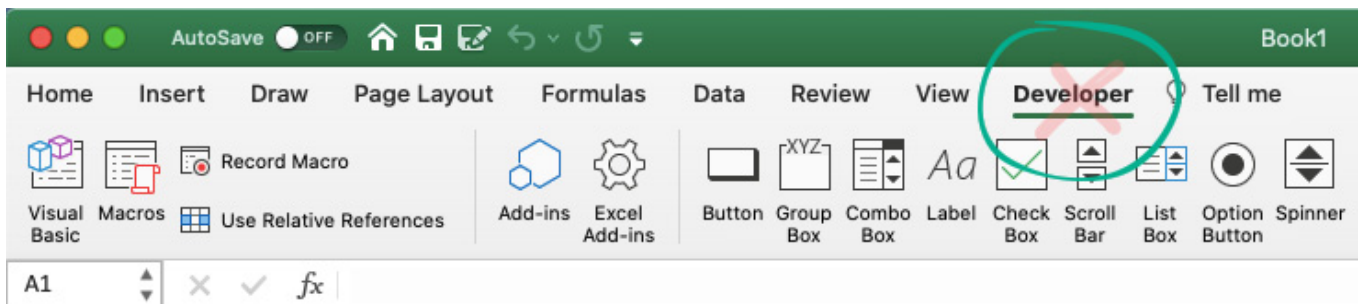 AutoSave OFF Book1
Home Insert Draw Page Layout Formulas Data Review View Developer Tell me
Record Macro
XYZ Aa
Visual Basic Macros Use Relative References Add-ins Excel Add-ins Button Group Box Combo Box Label Check Box Scroll Bar List Box Option Button Spinner
A1 fx